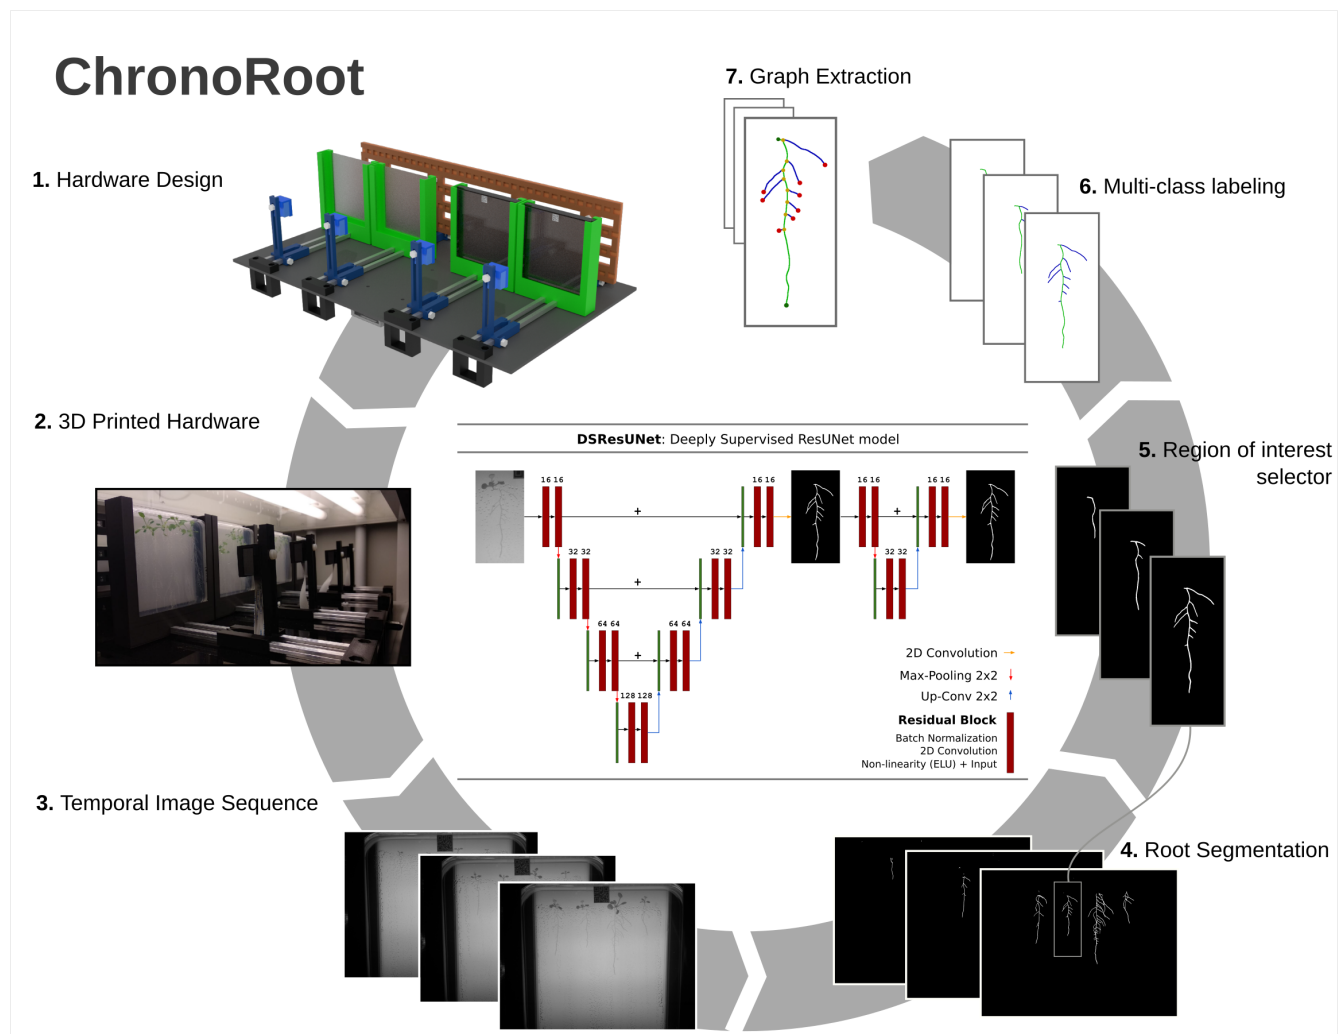 ChronoRoot
1. Hardware Design
2. 3D Printed Hardware
3. Temporal Image Sequence
4. Root Segmentation
5. Region of interest
selector
6. Multi-class labeling
7. Graph Extraction
DSResUNet: Deeply Supervised ResUNet model
16 16
16 16
16 16
16 16
+
+
32 32
32 32
32 32
+
64 64
64 64
+
128 128
2D Convolution
Max-Pooling 2x2
Up-Conv 2x2
Residual Block
Batch Normalization
2D Convolution
Non-linearity (ELU) + Input